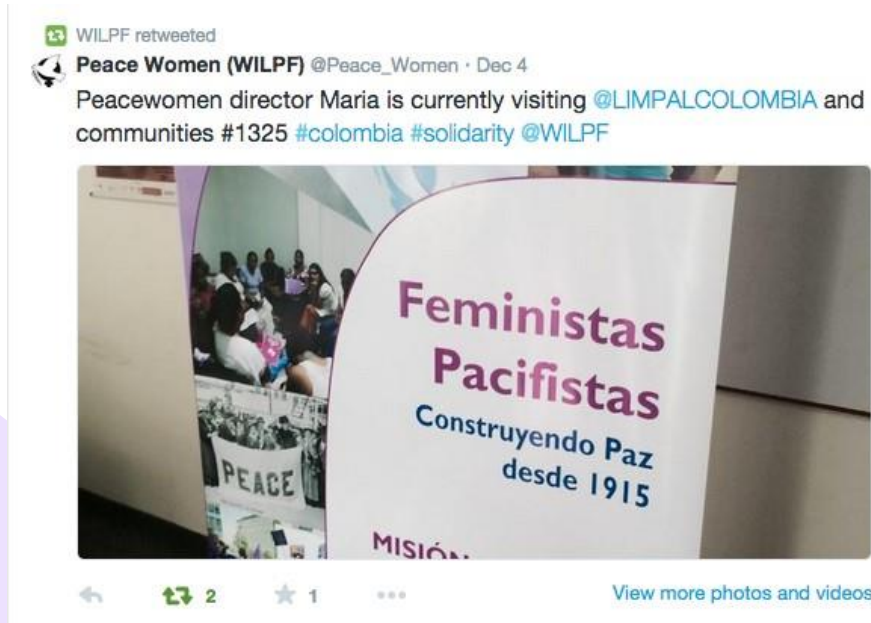 WILPF retweeted
Peace Women (WILPF) @Peace_Women · Dec 4
Peacewomen director Maria is currently visiting @LIMPALCOLOMBIA and
communities #1325 #colombia #solidarity @WILPF
Feministas
Pacifistas
Construyendo Paz
desde 1915
PEACE
MISIÓN
2
1
View more photos and videos